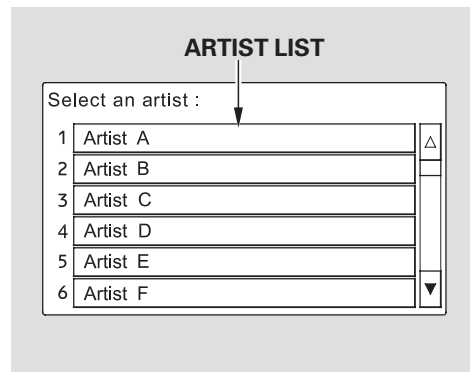 ARTIST LIST
Select an artist :
1 Artist A
2 Artist B
3 Artist C
4 Artist D
5 Artist E
6 Artist F